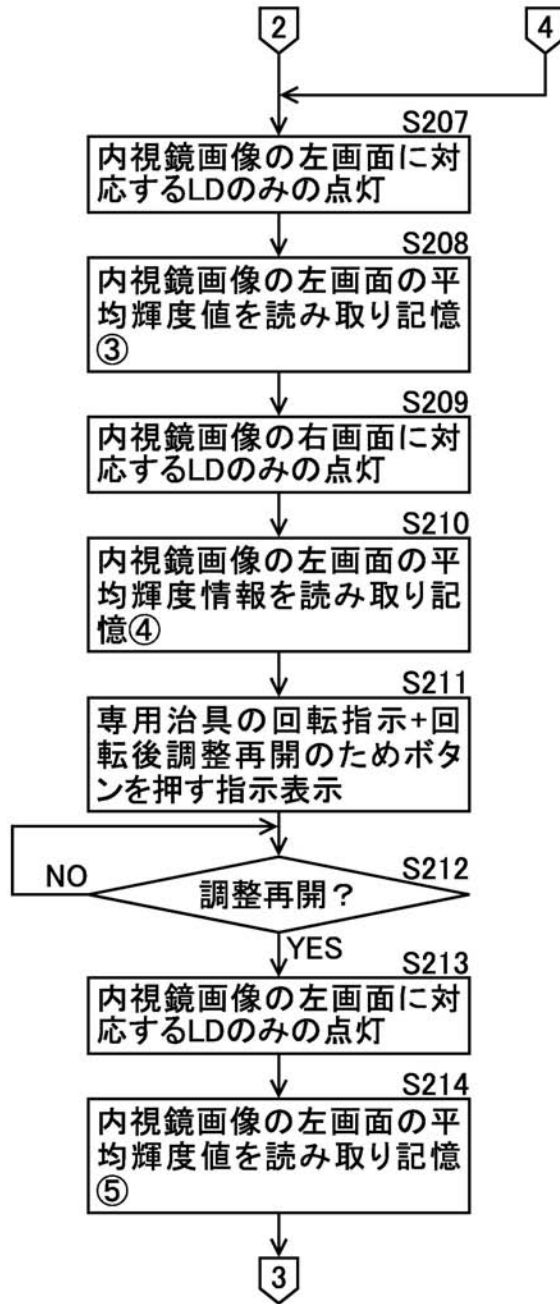 2
4
S207
内視鏡画像の左画面に対
応するLDのみの点灯
S208
内視鏡画像の左画面の平
均輝度値を読み取り記憶
③
S209
内視鏡画像の右画面に対
応するLDのみの点灯
S210
内視鏡画像の左画面の平
均輝度情報を読み取り記
憶④
S211
専用治具の回転指示+回
転後調整再開のためボタ
ンを押す指示表示
S212
NO
調整再開？
YES
S213
内視鏡画像の左画面に対
応するLDのみの点灯
S214
内視鏡画像の左画面の平
均輝度値を読み取り記憶
⑤
3